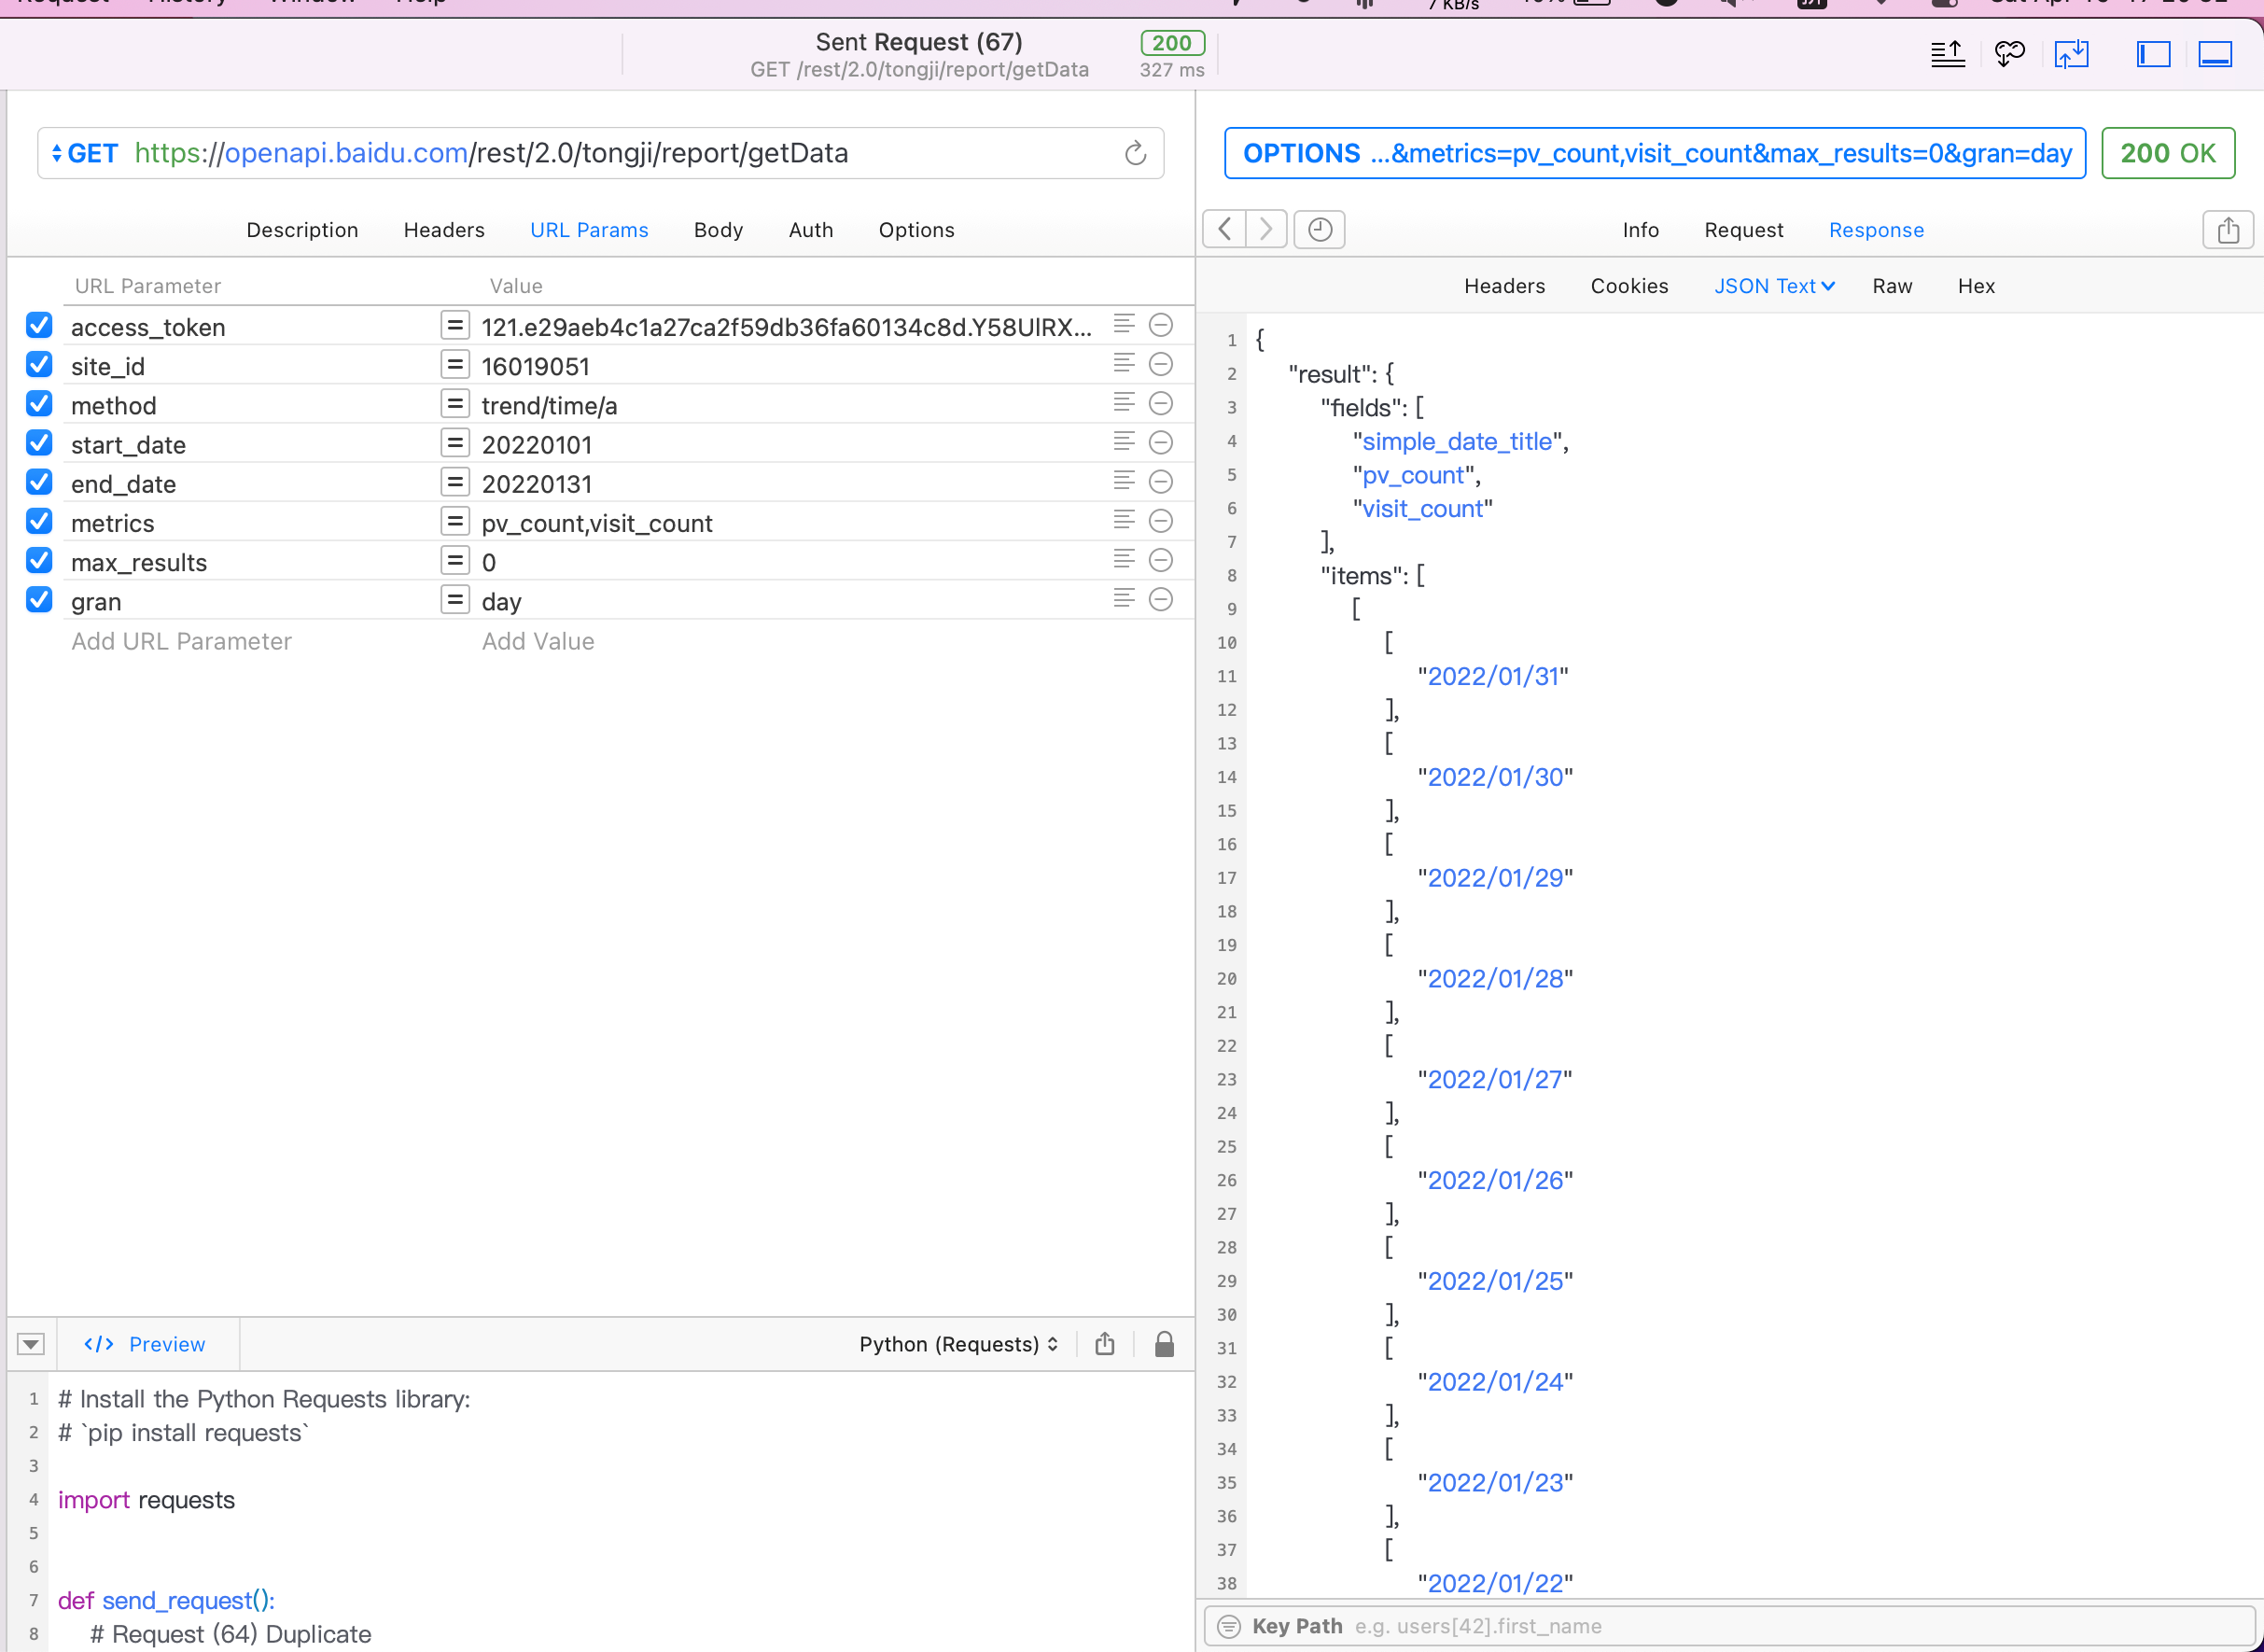 Request History Window Help
7 KB/s
Sent Request (67)
GET /rest/2.0/tongji/report/getData
200
327 ms
GET https://openapi.baidu.com/rest/2.0/tongji/report/getData
Description Headers URL Params Body Auth Options
URL Parameter Value
access_token = 121.e29aeb4c1a27ca2f59db36fa60134c8d.Y58UlRX...
site_id = 16019051
method = trend/time/a
start_date = 20220101
end_date = 20220131
metrics = pv_count,visit_count
max_results = 0
gran = day
Add URL Parameter Add Value
</> Preview
Python (Requests)
1 # Install the Python Requests library:
2 # `pip install requests`
3
4 import requests
5
6
7 def send_request():
8 # Request (64) Duplicate
OPTIONS ...&metrics=pv_count,visit_count&max_results=0&gran=day
200 OK
Info Request Response
Headers Cookies JSON Text Raw Hex
1 {
2 "result": {
3 "fields": [
4 "simple_date_title",
5 "pv_count",
6 "visit_count"
7 ],
8 "items": [
9 [
10 [
11 "2022/01/31"
12 ],
13 [
14 "2022/01/30"
15 ],
16 [
17 "2022/01/29"
18 ],
19 [
20 "2022/01/28"
21 ],
22 [
23 "2022/01/27"
24 ],
25 [
26 "2022/01/26"
27 ],
28 [
29 "2022/01/25"
30 ],
31 [
32 "2022/01/24"
33 ],
34 [
35 "2022/01/23"
36 ],
37 [
38 "2022/01/22"
Key Path e.g. users[42].first_name